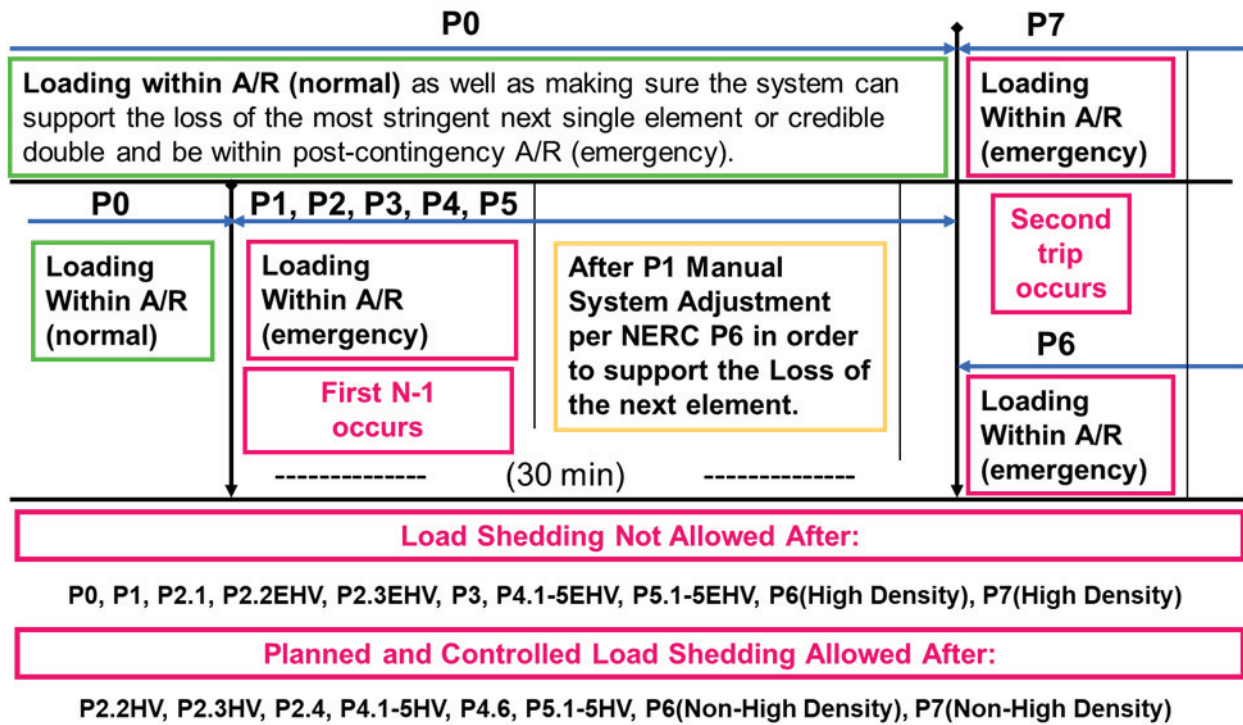 P0
P7
Loading within A/R (normal) as well as making sure the system can
support the loss of the most stringent next single element or credible
double and be within post-contingency A/R (emergency).
Loading
Within A/R
(emergency)
P0
P1, P2, P3, P4, P5
Loading
Within A/R
(normal)
Loading
Within A/R
(emergency)
First N-1
occurs
After P1 Manual
System Adjustment
per NERC P6 in order
to support the Loss of
the next element.
Second
trip
occurs
P6
Loading
Within A/R
(emergency)
-------------- (30 min) --------------
Load Shedding Not Allowed After:
P0, P1, P2.1, P2.2EHV, P2.3EHV, P3, P4.1-5EHV, P5.1-5EHV, P6(High Density), P7(High Density)
Planned and Controlled Load Shedding Allowed After:
P2.2HV, P2.3HV, P2.4, P4.1-5HV, P4.6, P5.1-5HV, P6(Non-High Density), P7(Non-High Density)